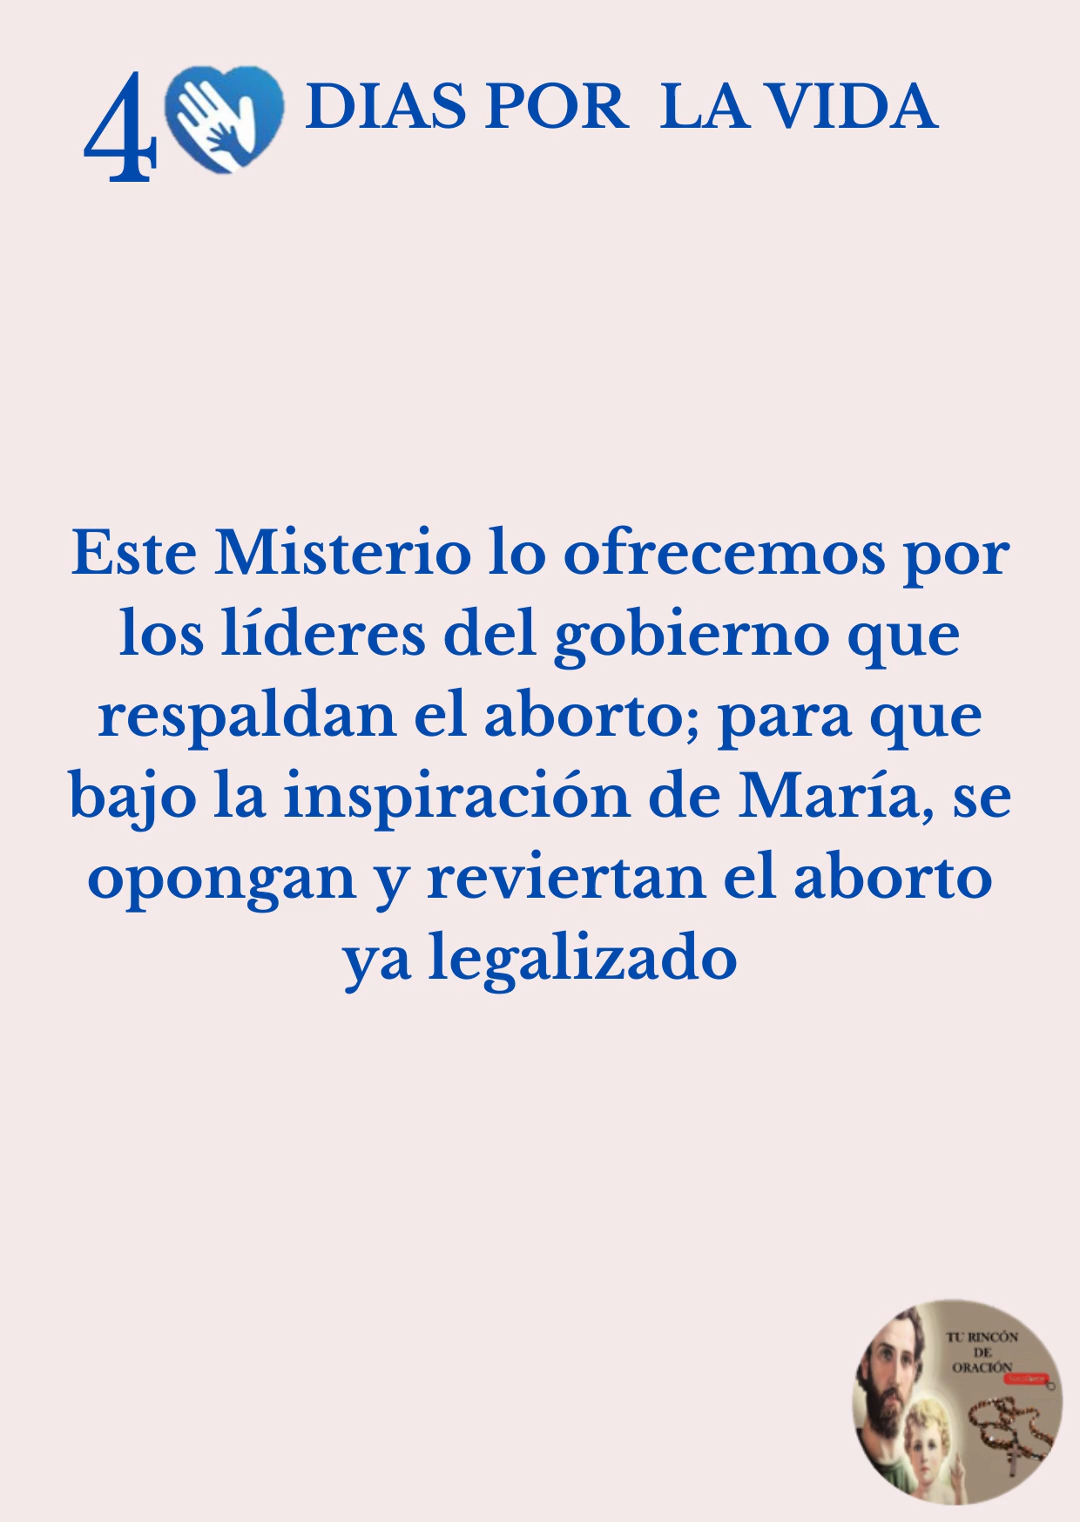 4 DIAS POR LA VIDA
Este Misterio lo ofrecemos por
los líderes del gobierno que
respaldan el aborto; para que
bajo la inspiración de María, se
opongan y reviertan el aborto
ya legalizado
TU RINCÓN
DE
ORACIÓN